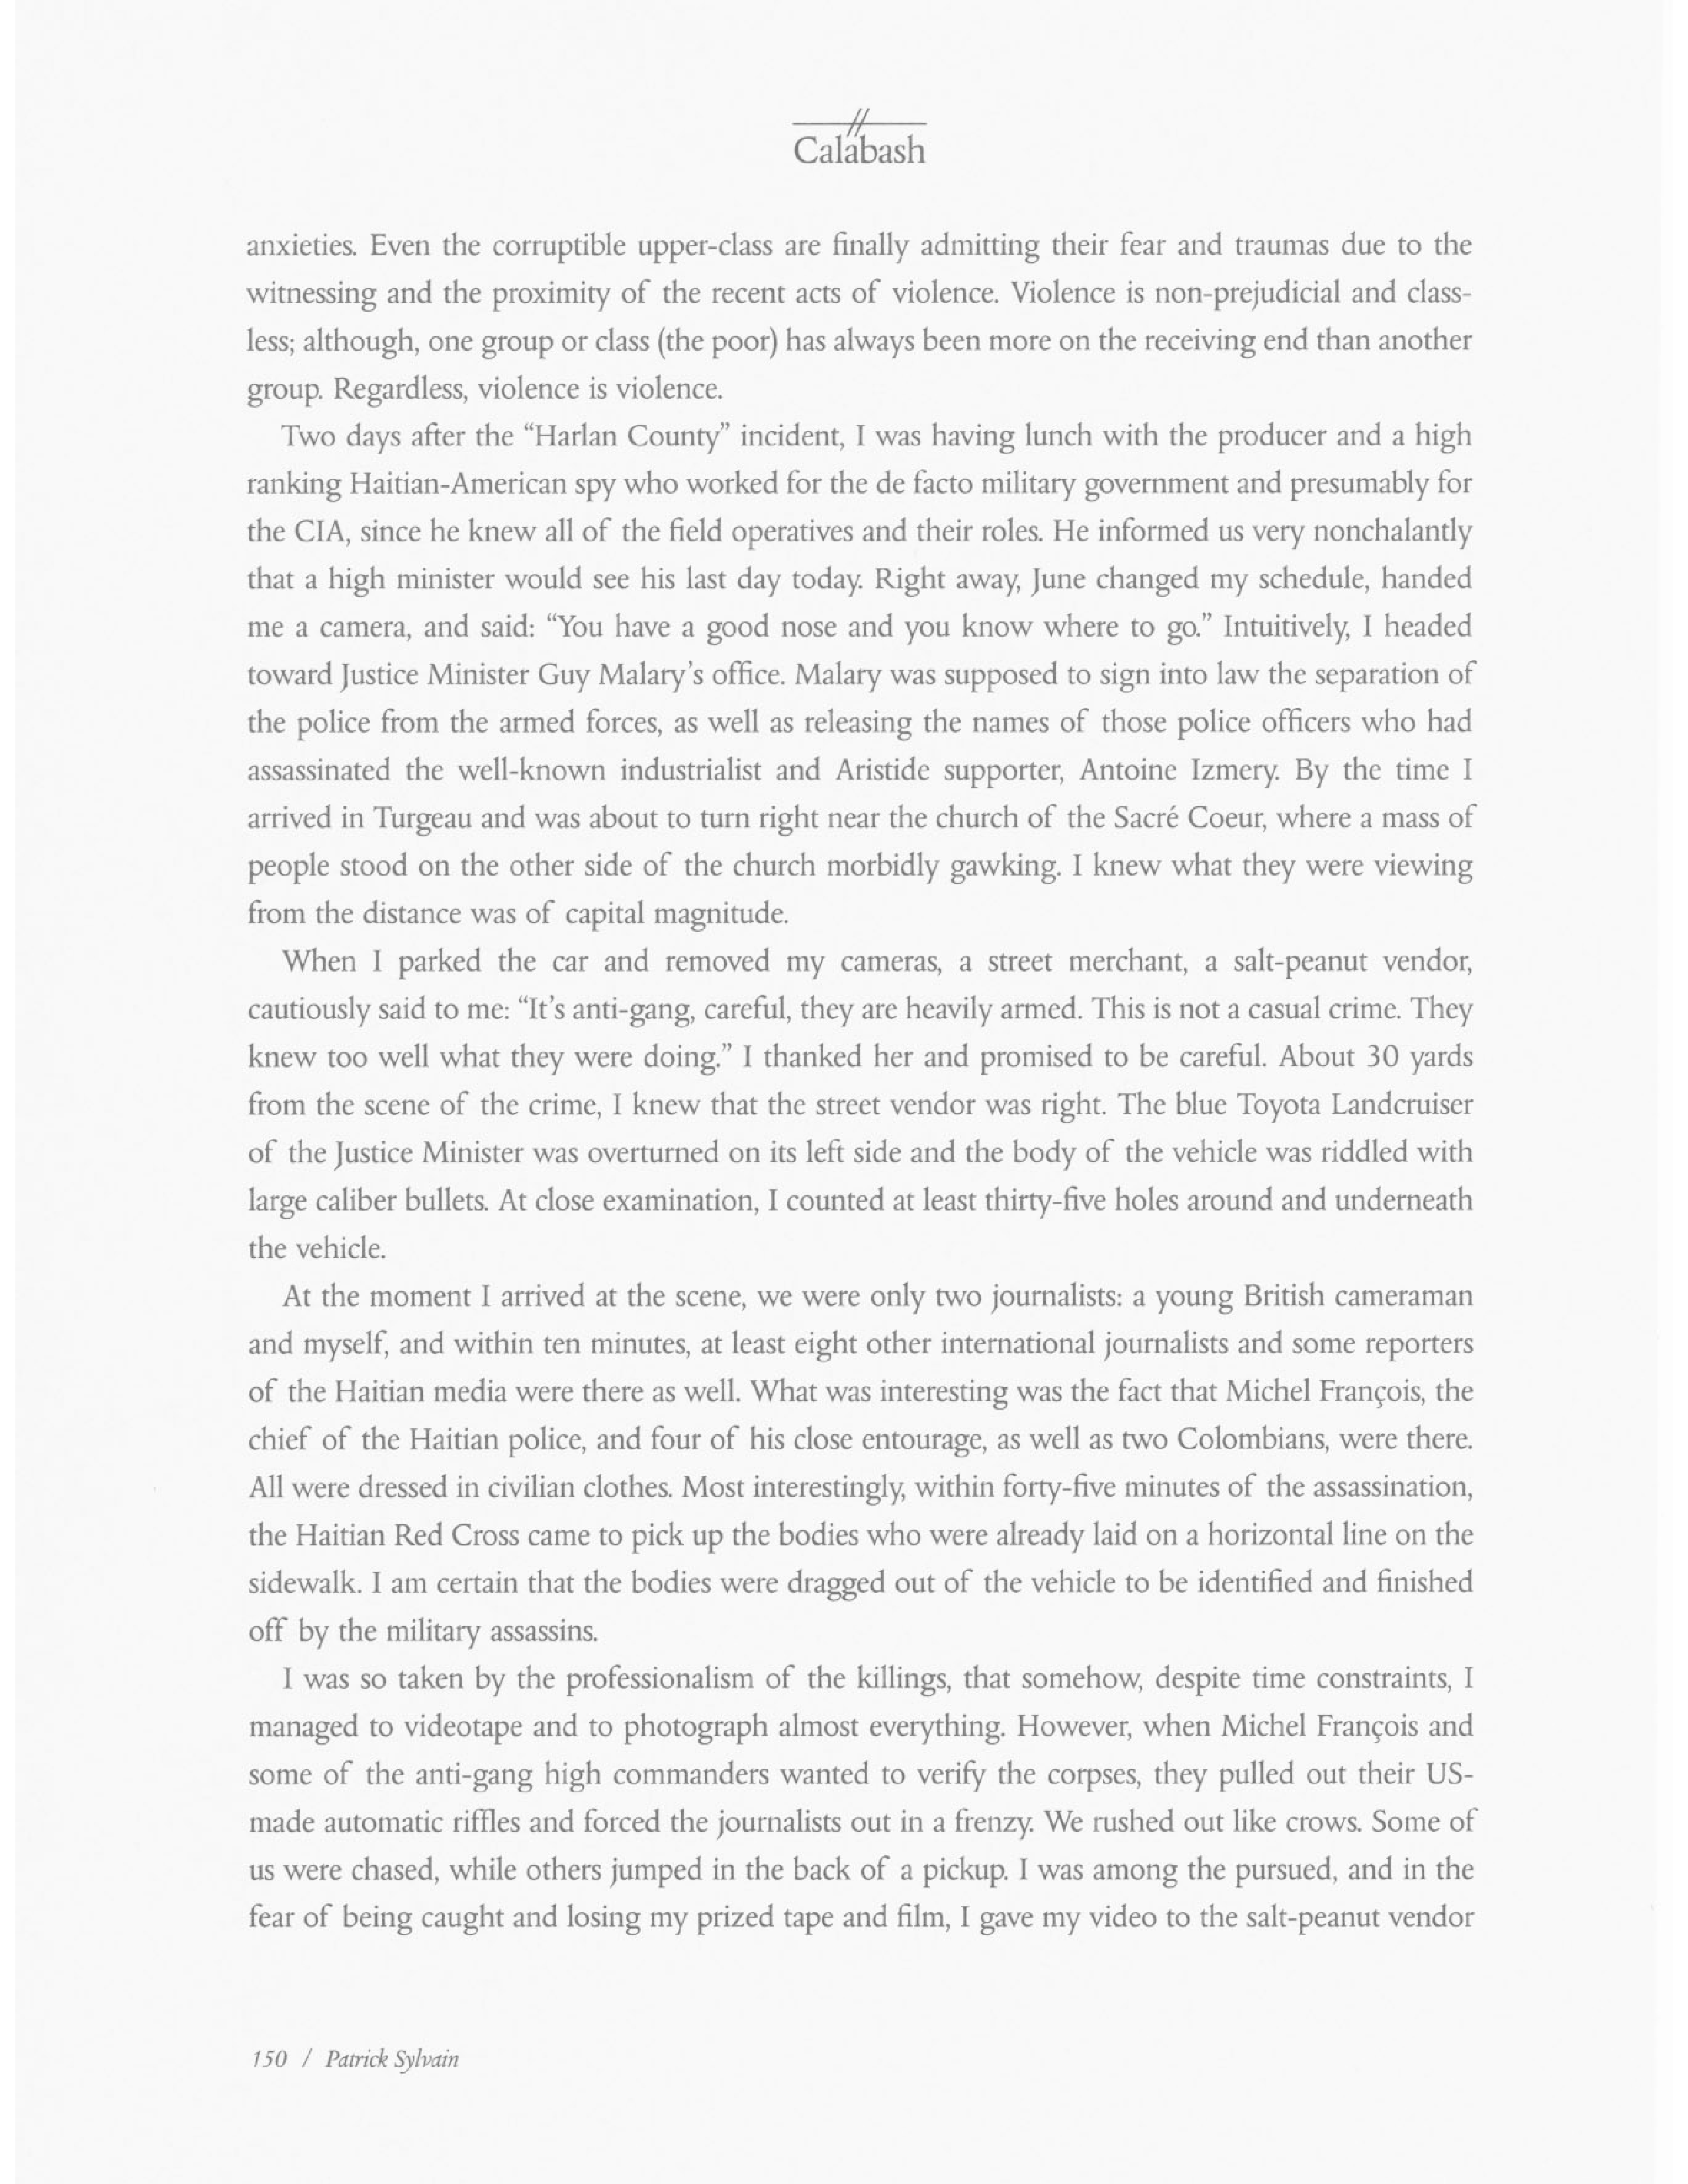 Calabash
anxieties. Even the corruptible upper-class are finally admitting their fear and traumas due to the
witnessing and the proximity of the recent acts of violence. Violence is non-prejudicial and class-
less; although, one group or class (the poor) has always been more on the receiving end than another
group. Regardless, violence is violence.
Two days after the “Harlan County” incident, I was having lunch with the producer and a high
ranking Haitian-American spy who worked for the de facto military government and presumably for
the CIA, since he knew all of the field operatives and their roles. He informed us very nonchalantly
that a high minister would see his last day today. Right away, June changed my schedule, handed
me a camera, and said: “You have a good nose and you know where to go.” Intuitively, I headed
toward Justice Minister Guy Malary’s office. Malary was supposed to sign into law the separation of
the police from the armed forces, as well as releasing the names of those police officers who had
assassinated the well-known industrialist and Aristide supporter, Antoine Izmery. By the time I
arrived in Turgeau and was about to turn right near the church of the Sacré Coeur, where a mass of
people stood on the other side of the church morbidly gawking. I knew what they were viewing
from the distance was of capital magnitude.
When I parked the car and removed my cameras, a street merchant, a salt-peanut vendor,
cautiously said to me: “It’s anti-gang, careful, they are heavily armed. This is not a casual crime. They
knew too well what they were doing.” I thanked her and promised to be careful. About 30 yards
from the scene of the crime, I knew that the street vendor was right. The blue Toyota Landcruiser
of the Justice Minister was overturned on its left side and the body of the vehicle was riddled with
large caliber bullets. At close examination, I counted at least thirty-five holes around and underneath
the vehicle.
At the moment I arrived at the scene, we were only two journalists: a young British cameraman
and myself, and within ten minutes, at least eight other international journalists and some reporters
of the Haitian media were there as well. What was interesting was the fact that Michel François, the
chief of the Haitian police, and four of his close entourage, as well as two Colombians, were there.
All were dressed in civilian clothes. Most interestingly, within forty-five minutes of the assassination,
the Haitian Red Cross came to pick up the bodies who were already laid on a horizontal line on the
sidewalk. I am certain that the bodies were dragged out of the vehicle to be identified and finished
off by the military assassins.
I was so taken by the professionalism of the killings, that somehow, despite time constraints, I
managed to videotape and to photograph almost everything. However, when Michel François and
some of the anti-gang high commanders wanted to verify the corpses, they pulled out their US-
made automatic riffles and forced the journalists out in a frenzy. We rushed out like crows. Some of
us were chased, while others jumped in the back of a pickup. I was among the pursued, and in the
fear of being caught and losing my prized tape and film, I gave my video to the salt-peanut vendor
150 / Patrick Sylvain